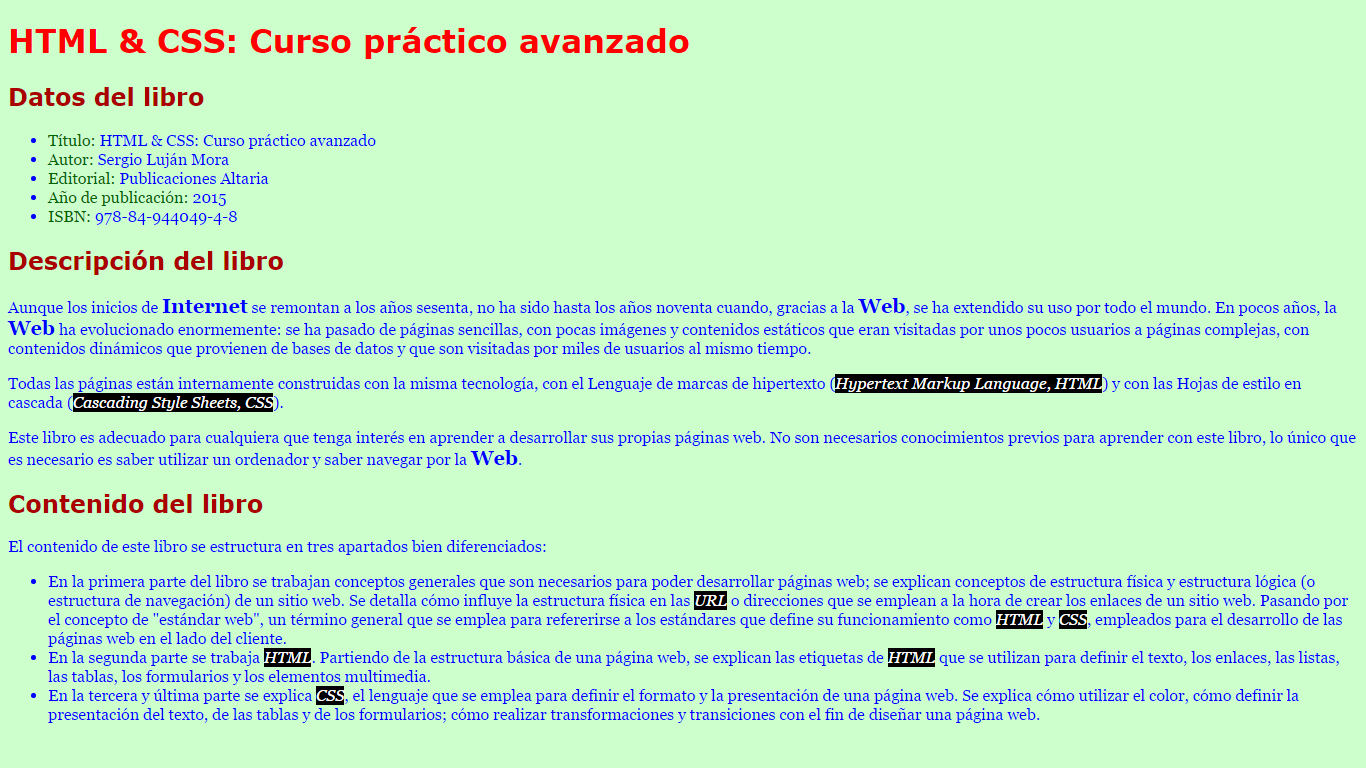 HTML & CSS: Curso práctico avanzado
Datos del libro
• Título: HTML & CSS: Curso práctico avanzado
• Autor: Sergio Luján Mora
• Editorial: Publicaciones Altaria
• Año de publicación: 2015
• ISBN: 978-84-944049-4-8
Descripción del libro
Aunque los inicios de Internet se remontan a los años sesenta, no ha sido hasta los años noventa cuando, gracias a la Web, se ha extendido su uso por todo el mundo. En pocos años, la
Web ha evolucionado enormemente: se ha pasado de páginas sencillas, con pocas imágenes y contenidos estáticos que eran visitadas por unos pocos usuarios a páginas complejas, con
contenidos dinámicos que provienen de bases de datos y que son visitadas por miles de usuarios al mismo tiempo.
Todas las páginas están internamente construidas con la misma tecnología, con el Lenguaje de marcas de hipertexto (Hypertext Markup Language, HTML) y con las Hojas de estilo en
cascada (Cascading Style Sheets, CSS).
Este libro es adecuado para cualquiera que tenga interés en aprender a desarrollar sus propias páginas web. No son necesarios conocimientos previos para aprender con este libro, lo único que
es necesario es saber utilizar un ordenador y saber navegar por la Web.
Contenido del libro
El contenido de este libro se estructura en tres apartados bien diferenciados:
• En la primera parte del libro se trabajan conceptos generales que son necesarios para poder desarrollar páginas web; se explican conceptos de estructura física y estructura lógica (o
estructura de navegación) de un sitio web. Se detalla cómo influye la estructura física en las URL o direcciones que se emplean a la hora de crear los enlaces de un sitio web. Pasando por
el concepto de "estándar web", un término general que se emplea para refererirse a los estándares que define su funcionamiento como HTML y CSS, empleados para el desarrollo de las
páginas web en el lado del cliente.
• En la segunda parte se trabaja HTML. Partiendo de la estructura básica de una página web, se explican las etiquetas de HTML que se utilizan para definir el texto, los enlaces, las listas,
las tablas, los formularios y los elementos multimedia.
• En la tercera y última parte se explica CSS, el lenguaje que se emplea para definir el formato y la presentación de una página web. Se explica cómo utilizar el color, cómo definir la
presentación del texto, de las tablas y de los formularios; cómo realizar transformaciones y transiciones con el fin de diseñar una página web.